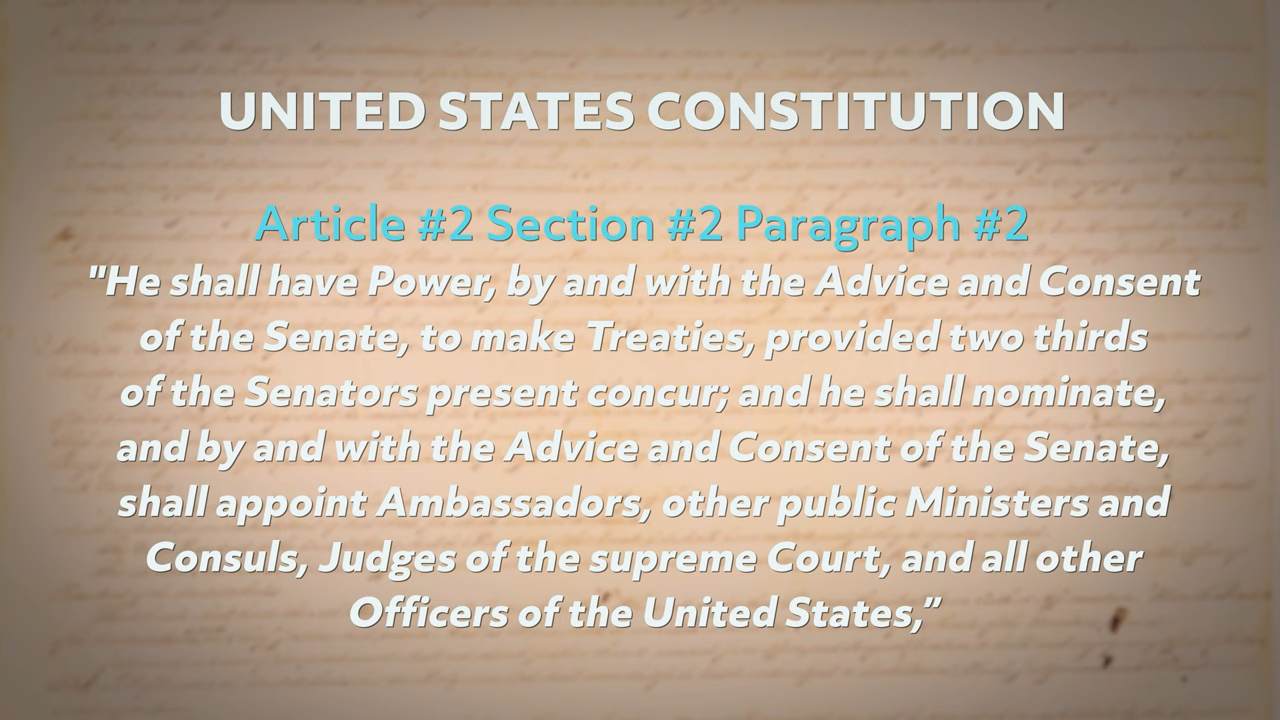 UNITED STATES CONSTITUTION
Article #2 Section #2 Paragraph #2
"He shall have Power, by and with the Advice and Consent
of the Senate, to make Treaties, provided two thirds
of the Senators present concur; and he shall nominate,
and by and with the Advice and Consent of the Senate,
shall appoint Ambassadors, other public Ministers and
Consuls, Judges of the supreme Court, and all other
Officers of the United States,”